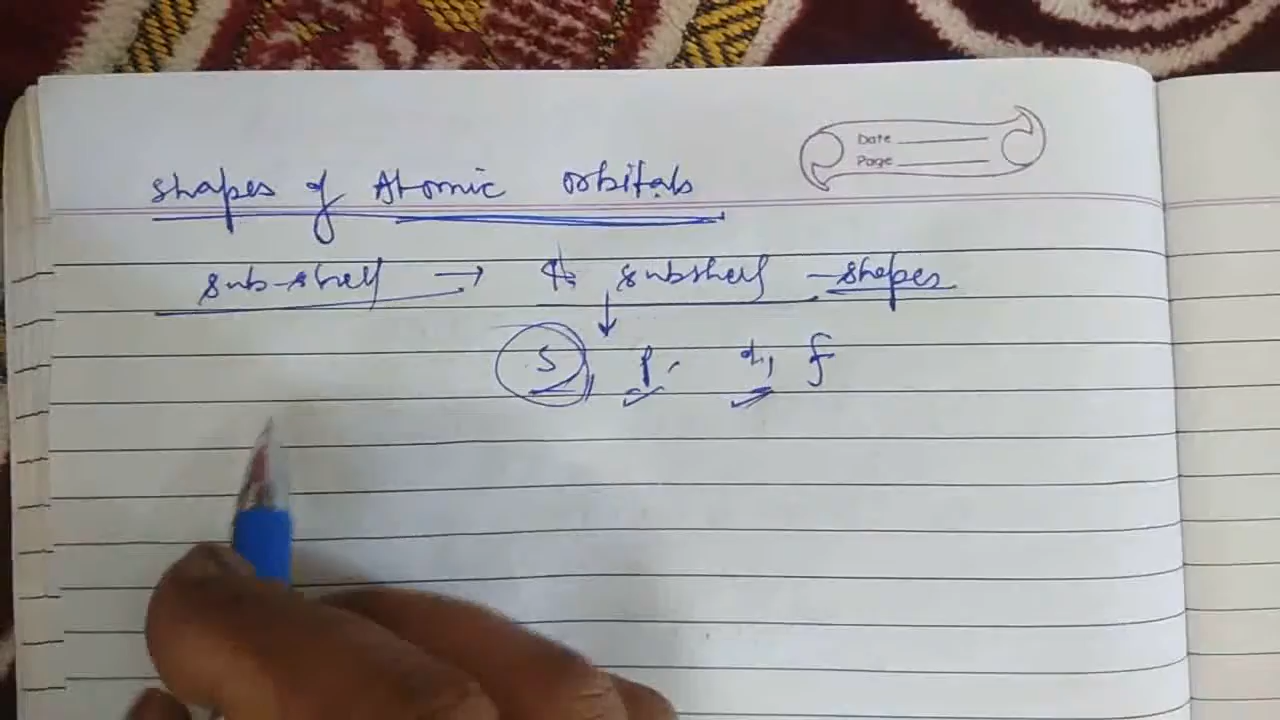 Date
Page
shapes of Atomic orbitals
sub-shell → subshell - shapes
↓
s, p, d, f